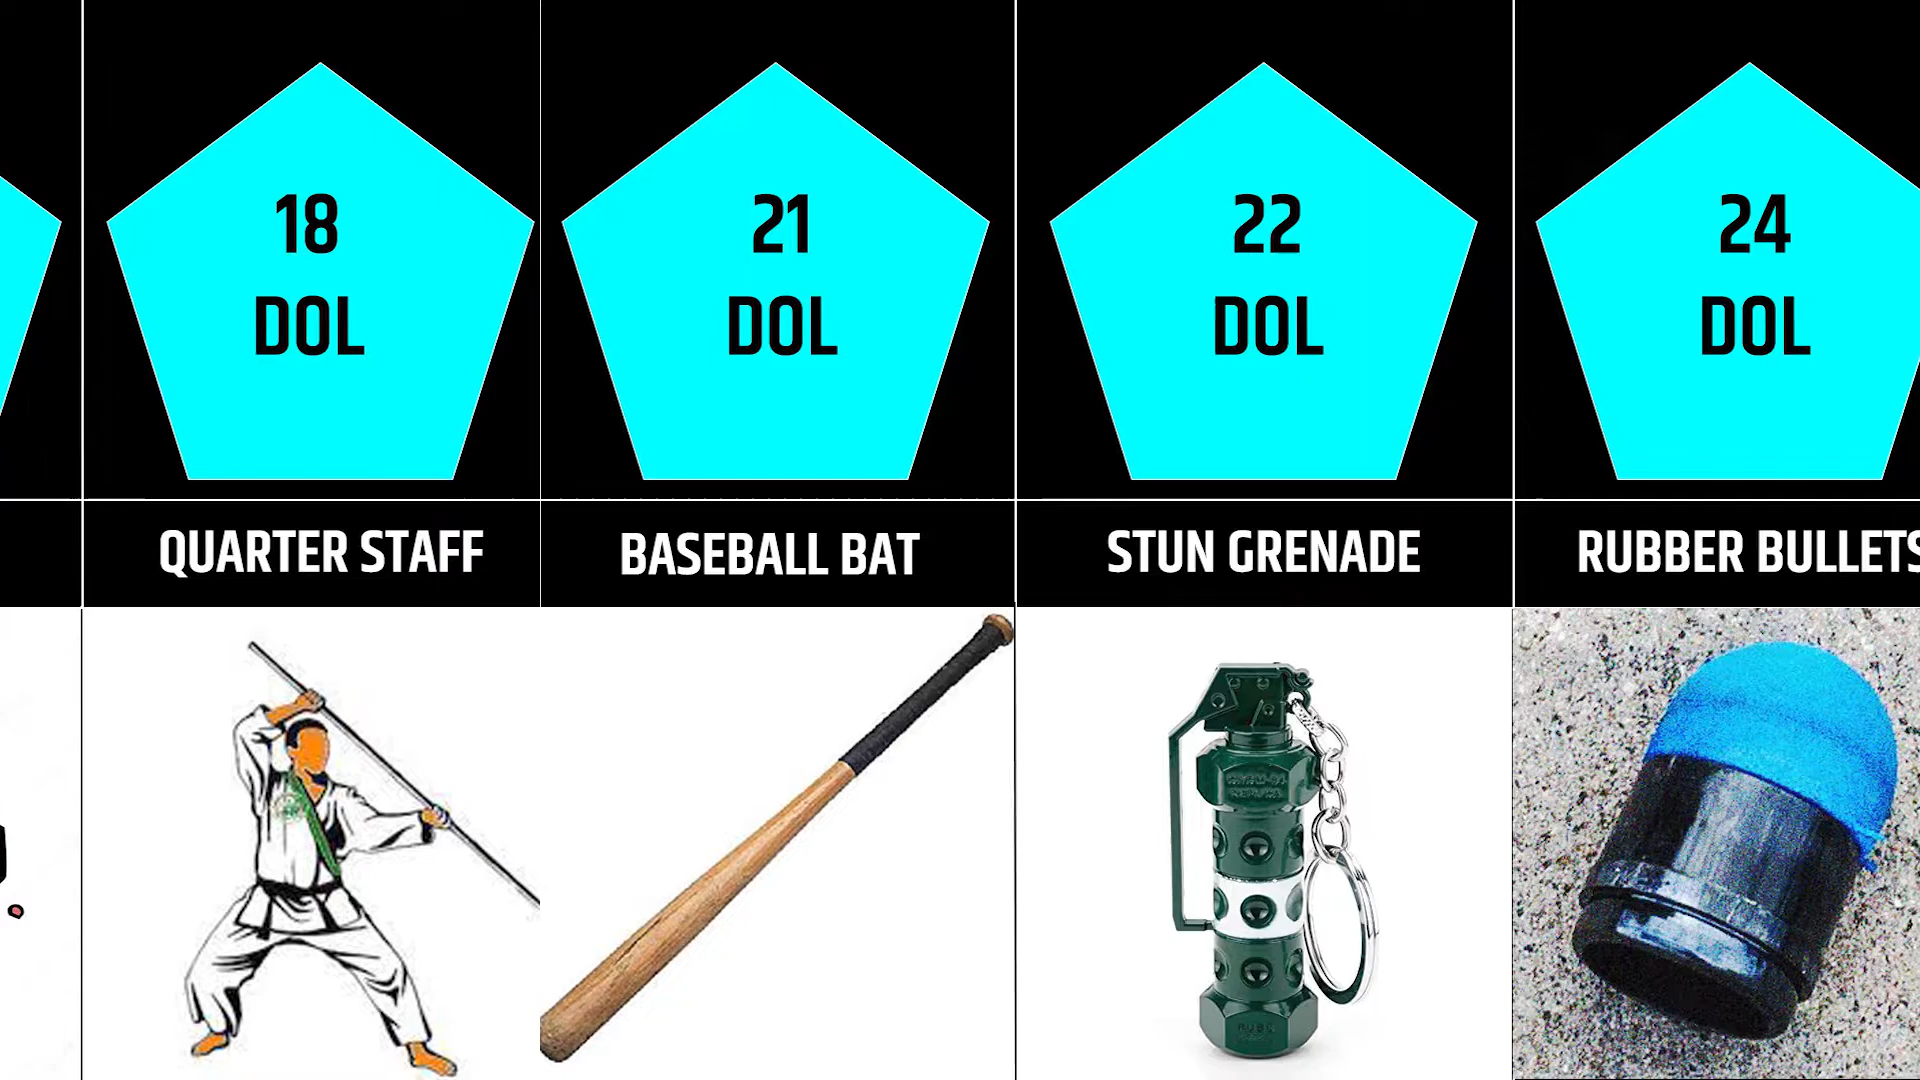 18
DOL
21
DOL
22
DOL
24
DOL
QUARTER STAFF
BASEBALL BAT
STUN GRENADE
RUBBER BULLETS